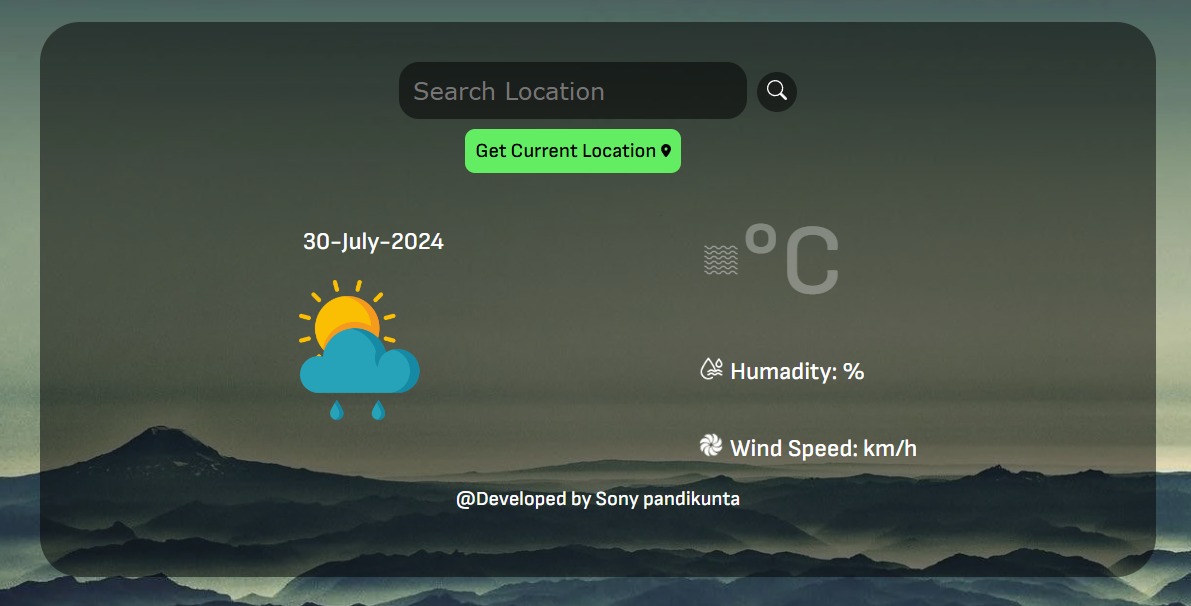 Search Location
Get Current Location
30-July-2024
°C
Humadity: %
Wind Speed: km/h
@Developed by Sony pandikunta